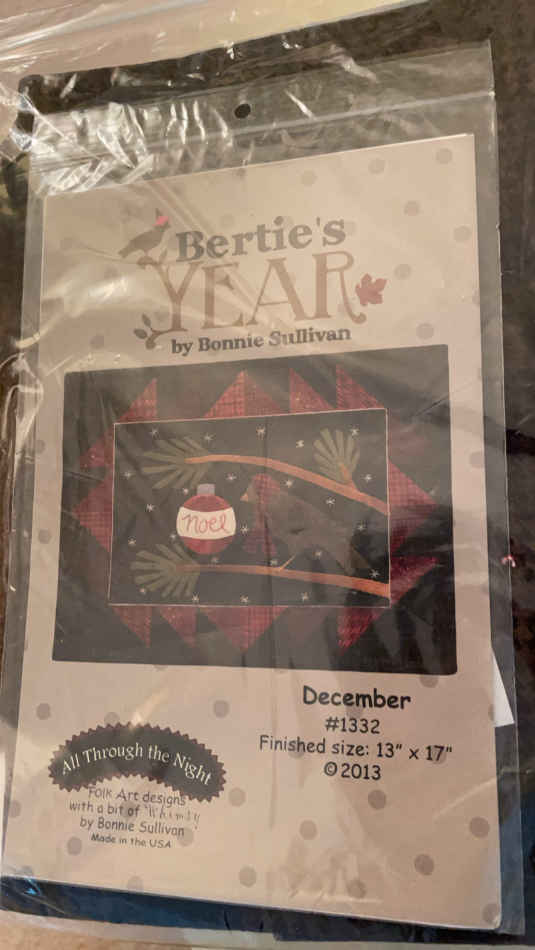 Bertie's
YEAR
by Bonnie Sullivan
noel
December
#1332
Finished size: 13" x 17"
©2013
All Through the Night
Folk Art designs
with a bit of Whimsy
by Bonnie Sullivan
Made in the USA